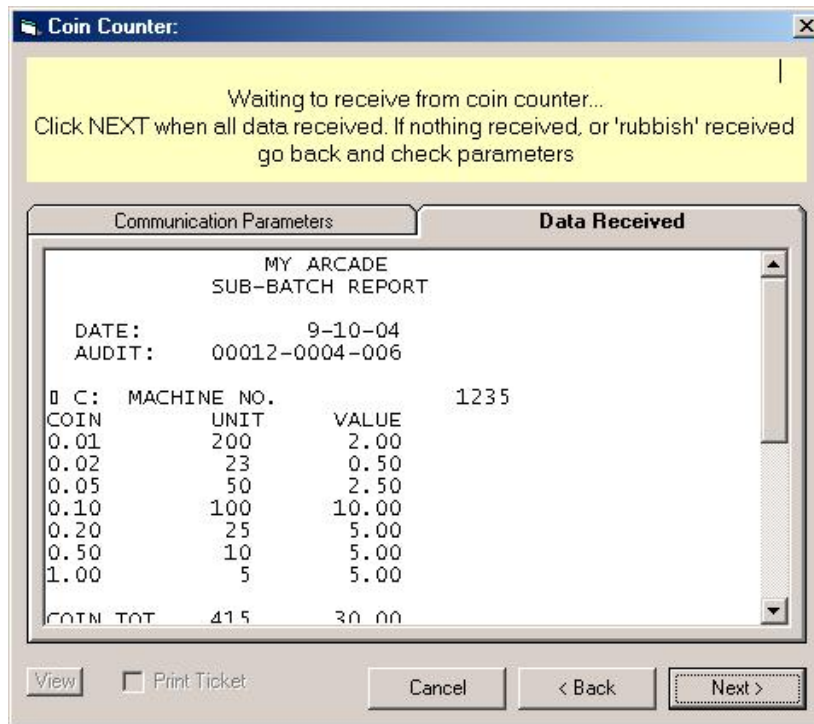 Coin Counter:
Waiting to receive from coin counter...
Click NEXT when all data received. If nothing received, or 'rubbish' received
go back and check parameters
Communication Parameters Data Received
MY ARCADE
SUB-BATCH REPORT
DATE: 9-10-04
AUDIT: 00012-0004-006
▯ C: MACHINE NO. 1235
COIN UNIT VALUE
0.01 200 2.00
0.02 23 0.50
0.05 50 2.50
0.10 100 10.00
0.20 25 5.00
0.50 10 5.00
1.00 5 5.00
COIN TOT 415 30.00
View Print Ticket Cancel < Back Next >